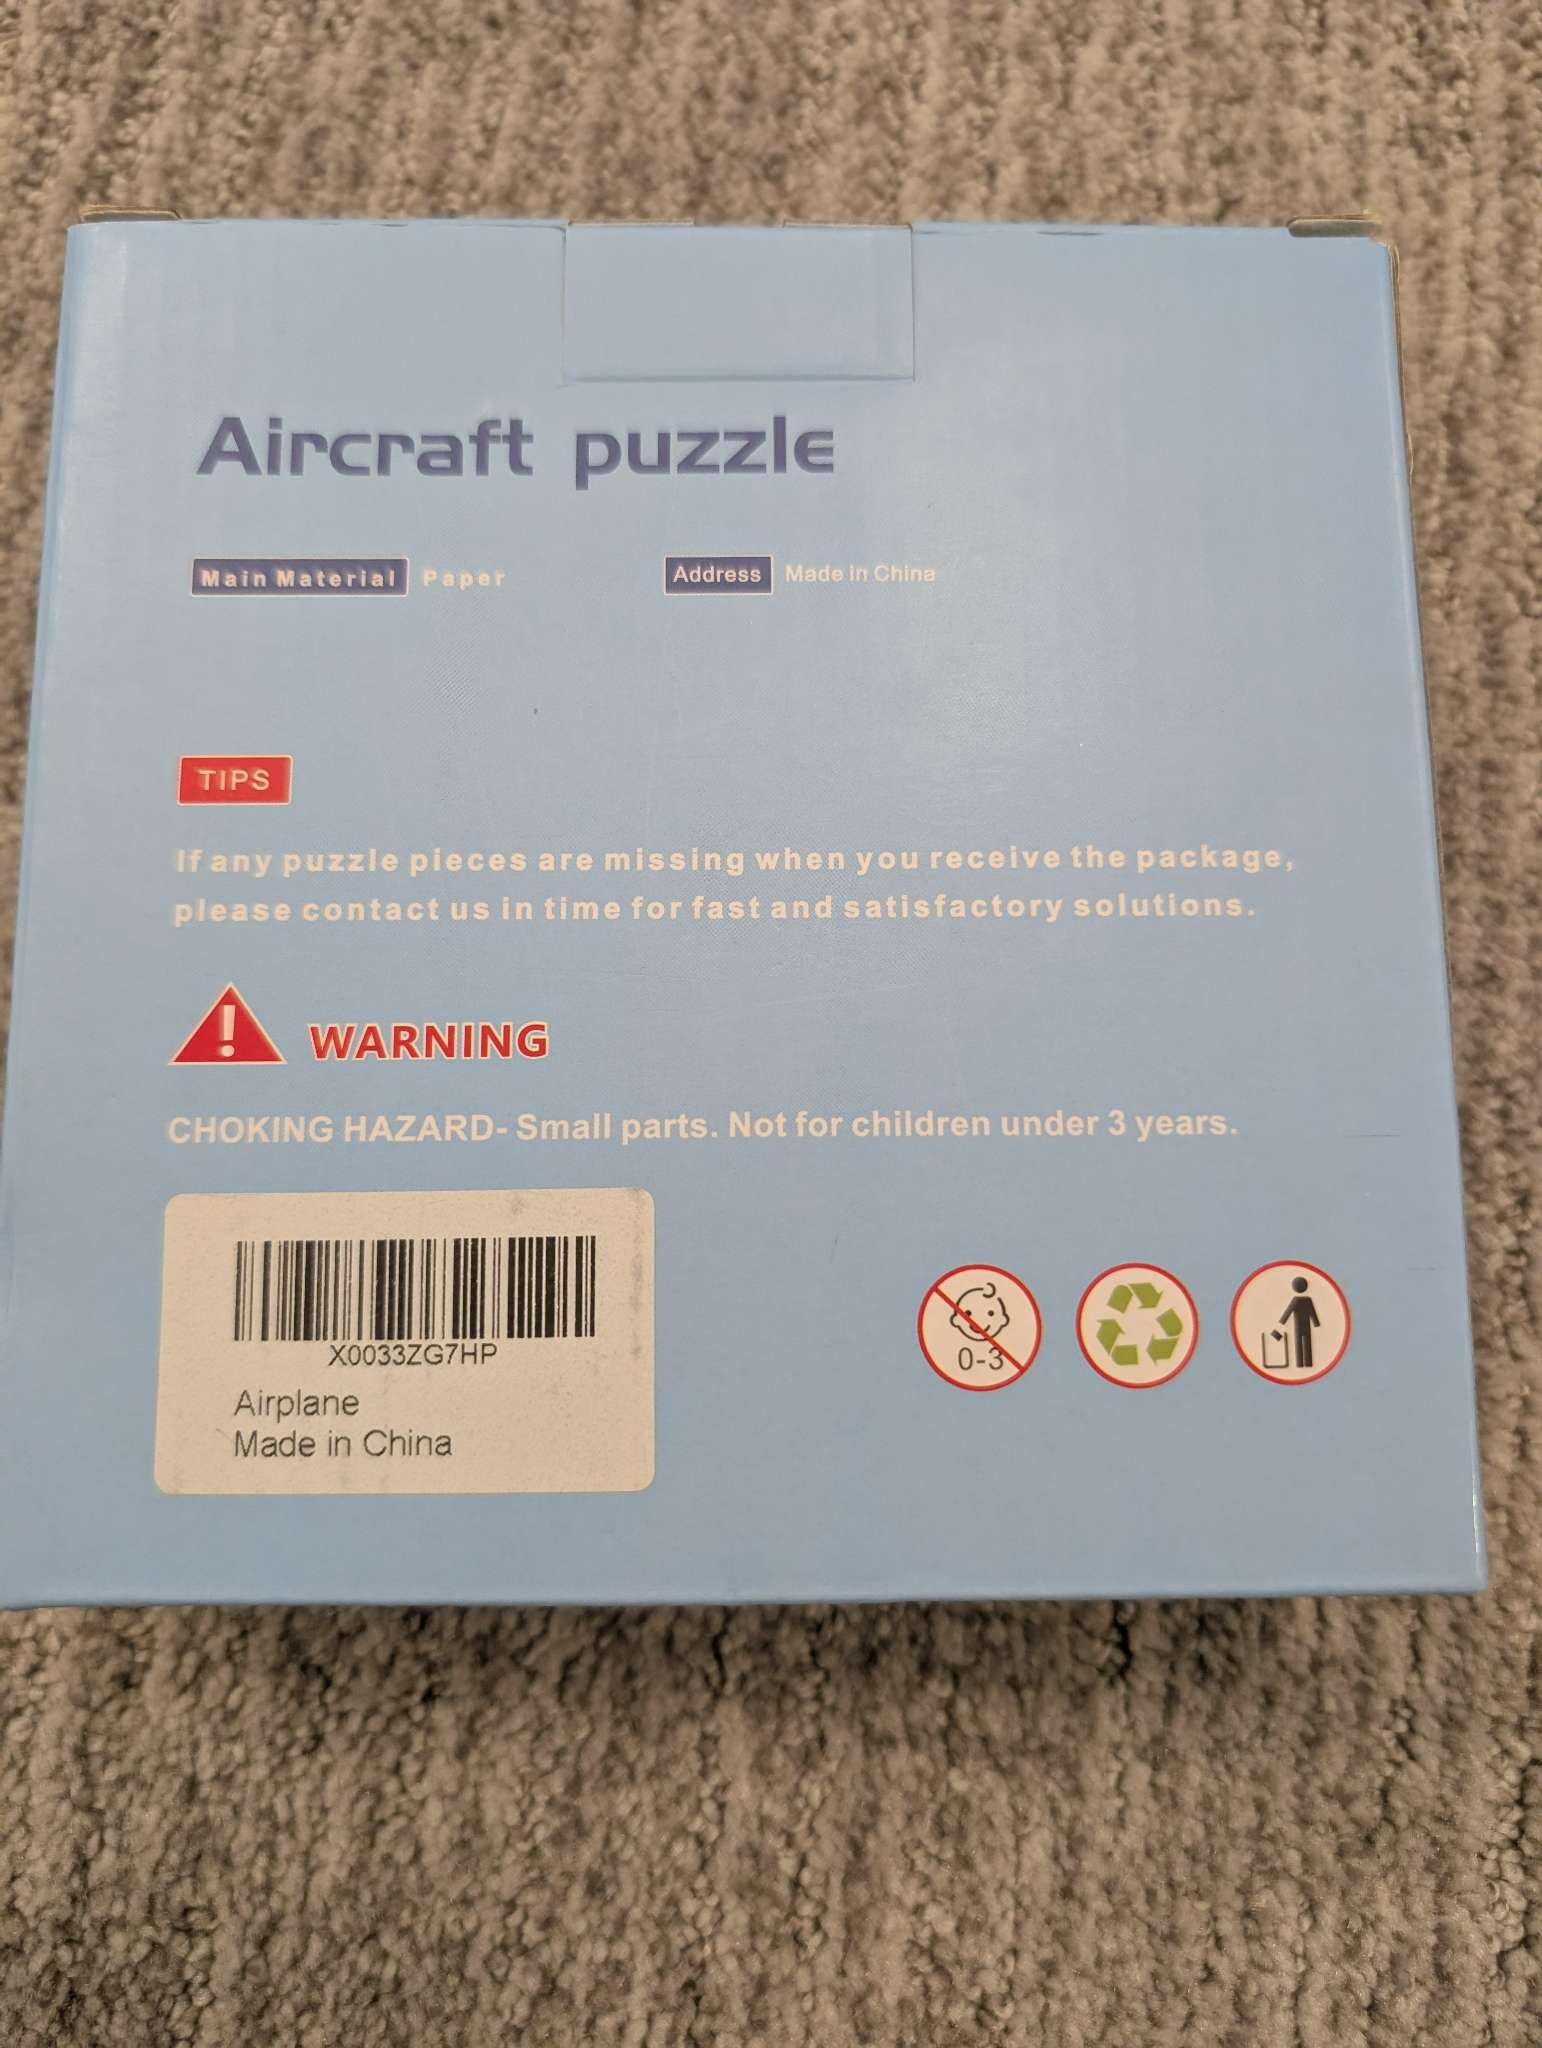 Aircraft puzzle
Main Material Paper Address Made in China
TIPS
If any puzzle pieces are missing when you receive the package,
please contact us in time for fast and satisfactory solutions.
! WARNING
CHOKING HAZARD- Small parts. Not for children under 3 years.
X0033ZG7HP
Airplane
Made in China
0-3